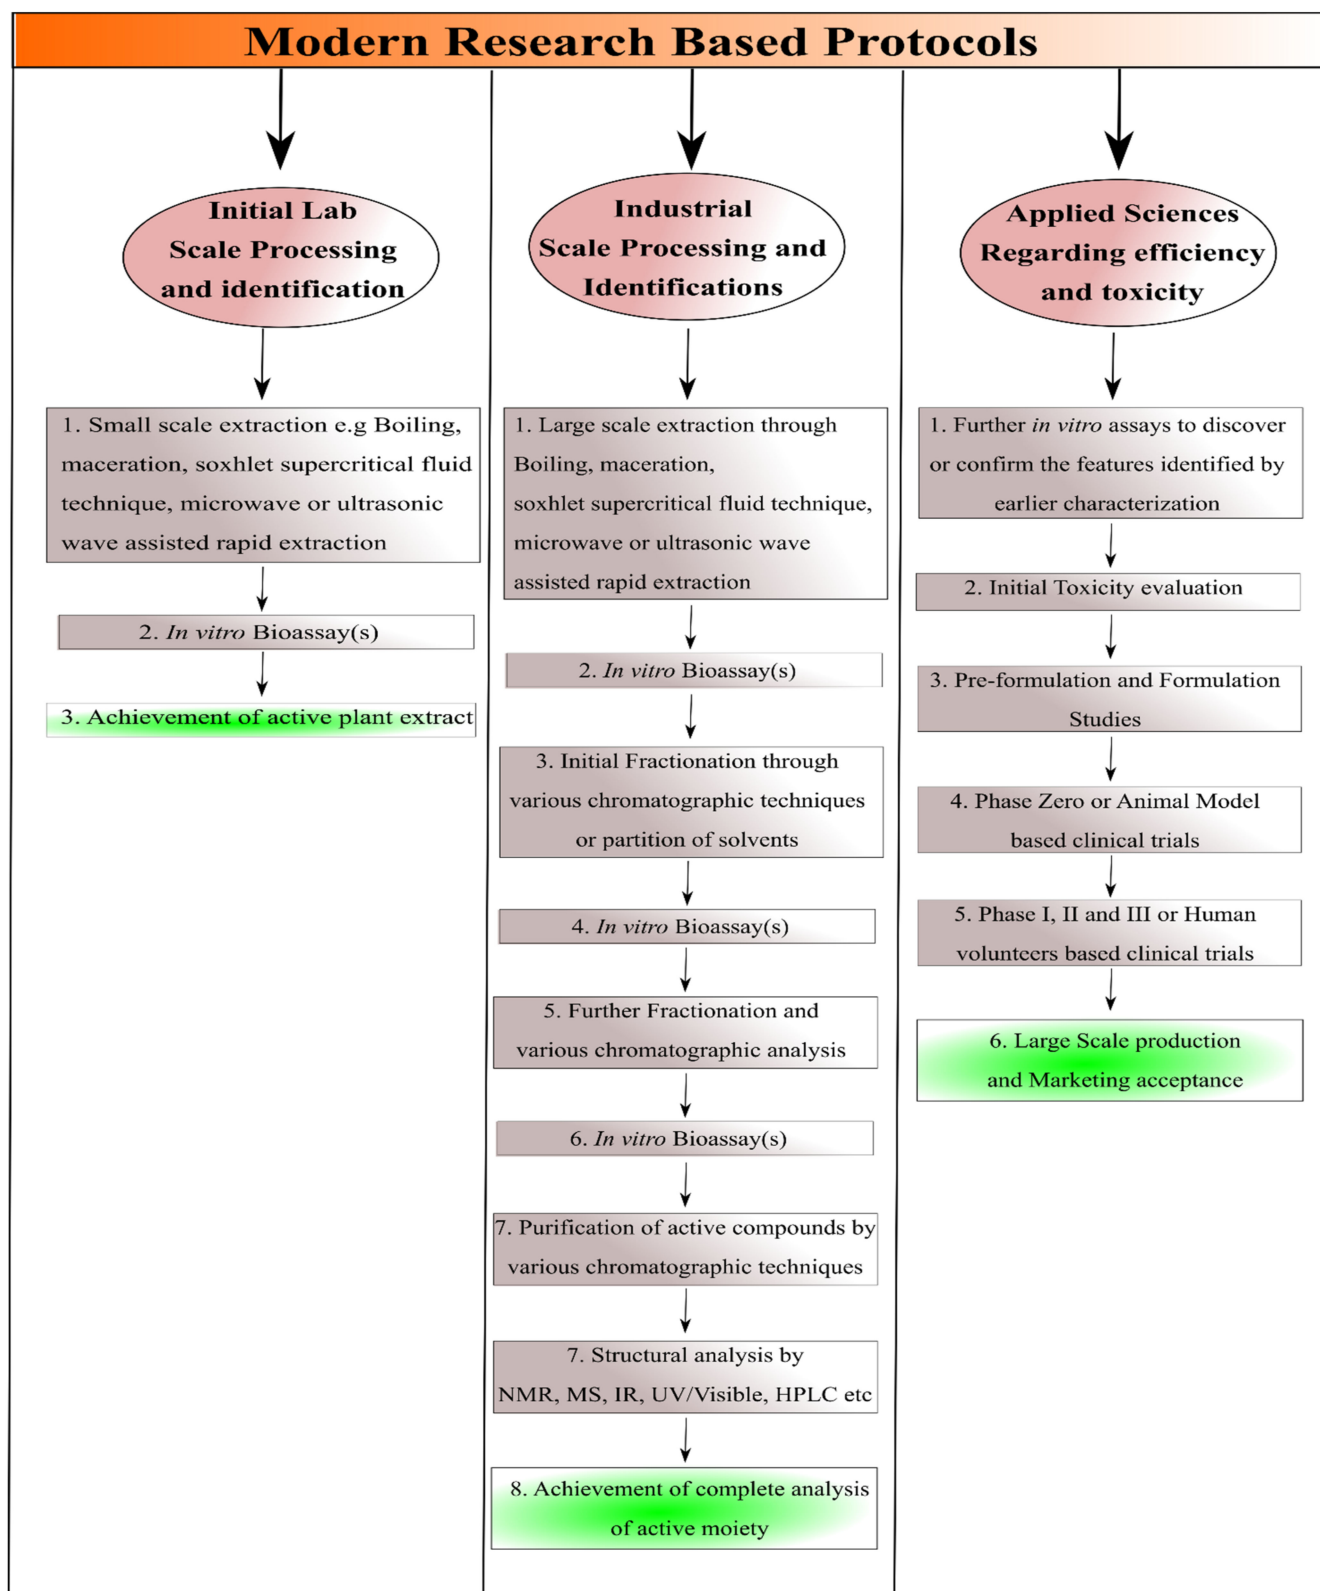 Modern Research Based Protocols
Initial Lab
Scale Processing
and identification
1. Small scale extraction e.g Boiling,
maceration, soxhlet supercritical fluid
technique, microwave or ultrasonic
wave assisted rapid extraction
2. In vitro Bioassay(s)
3. Achievement of active plant extract
Industrial
Scale Processing and
Identifications
1. Large scale extraction through
Boiling, maceration,
soxhlet supercritical fluid technique,
microwave or ultrasonic wave
assisted rapid extraction
2. In vitro Bioassay(s)
3. Initial Fractionation through
various chromatographic techniques
or partition of solvents
4. In vitro Bioassay(s)
5. Further Fractionation and
various chromatographic analysis
6. In vitro Bioassay(s)
7. Purification of active compounds by
various chromatographic techniques
7. Structural analysis by
NMR, MS, IR, UV/Visible, HPLC etc
8. Achievement of complete analysis
of active moiety
Applied Sciences
Regarding efficiency
and toxicity
1. Further in vitro assays to discover
or confirm the features identified by
earlier characterization
2. Initial Toxicity evaluation
3. Pre-formulation and Formulation
Studies
4. Phase Zero or Animal Model
based clinical trials
5. Phase I, II and III or Human
volunteers based clinical trials
6. Large Scale production
and Marketing acceptance